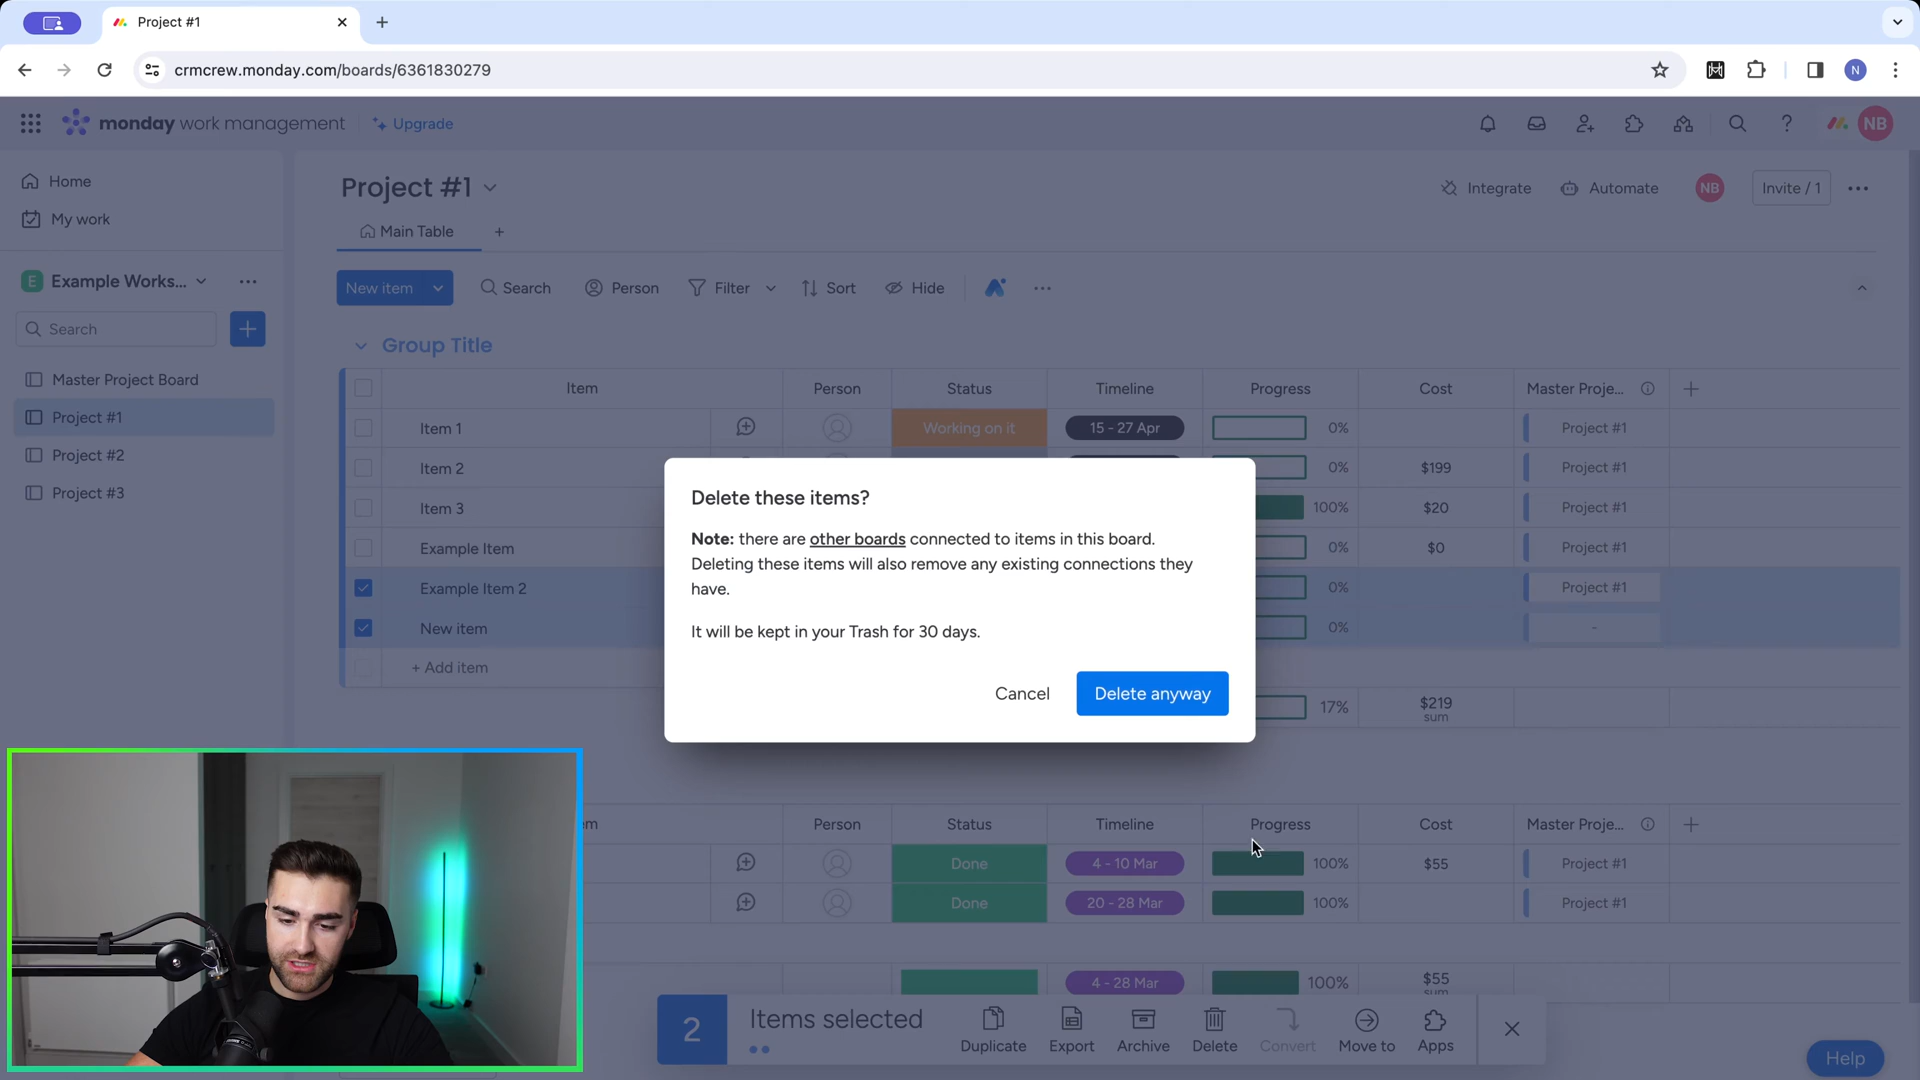 Project #1
crmcrew.monday.com/boards/6361830279
N
monday work management
Upgrade
NB
Home
My work
E Example Works...
Search
Master Project Board
Project #1
Project #2
Project #3
Project #1
Integrate
Automate
NB
Invite / 1
Main Table
New item
Search
Person
Filter
Sort
Hide
Group Title
Item Person Status Timeline Progress Cost Master Proje...
Item 1 Working on it 15 - 27 Apr 0% Project #1
Item 2 0% $199 Project #1
Item 3 100% $20 Project #1
Example Item 0% $0 Project #1
Example Item 2 0% Project #1
New item 0% -
+ Add item
17% $219
sum
Delete these items?
Note: there are other boards connected to items in this board.
Deleting these items will also remove any existing connections they
have.
It will be kept in your Trash for 30 days.
Cancel
Delete anyway
Person Status Timeline Progress Cost Master Proje...
Done 4 - 10 Mar 100% $55 Project #1
Done 20 - 28 Mar 100% Project #1
4 - 28 Mar 100% $55
sum
2
Items selected
Duplicate
Export
Archive
Delete
Convert
Move to
Apps
Help